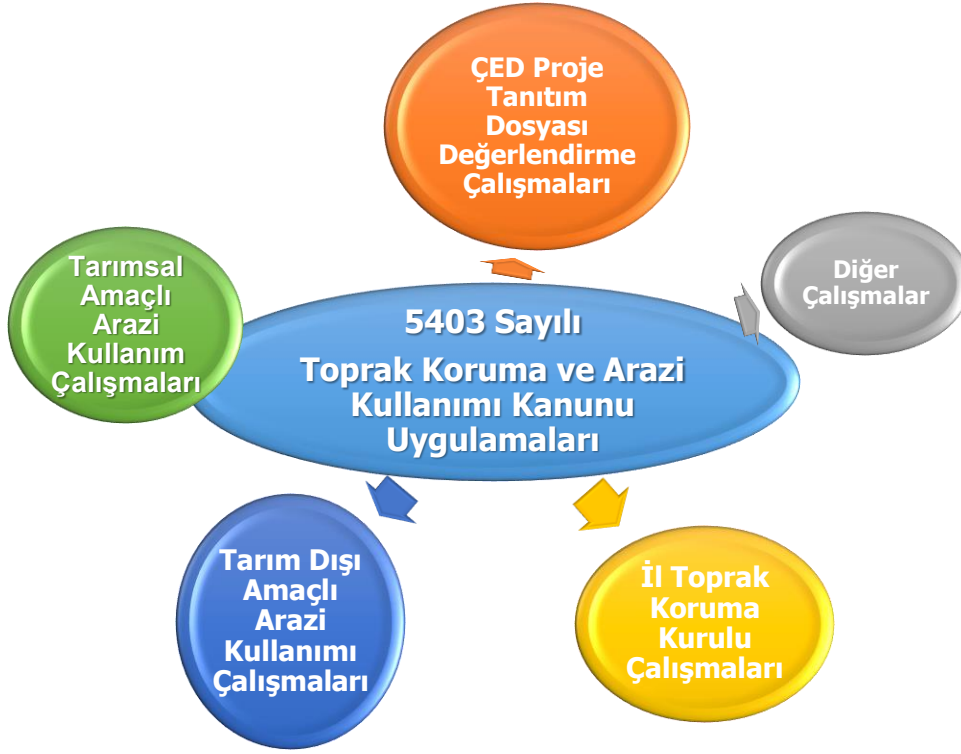 ÇED Proje
Tanıtım
Dosyası
Değerlendirme
Çalışmaları
Tarımsal
Amaçlı
Arazi
Kullanım
Çalışmaları
5403 Sayılı
Toprak Koruma ve Arazi
Kullanımı Kanunu
Uygulamaları
Diğer
Çalışmalar
Tarım Dışı
Amaçlı
Arazi
Kullanımı
Çalışmaları
İl Toprak
Koruma
Kurulu
Çalışmaları